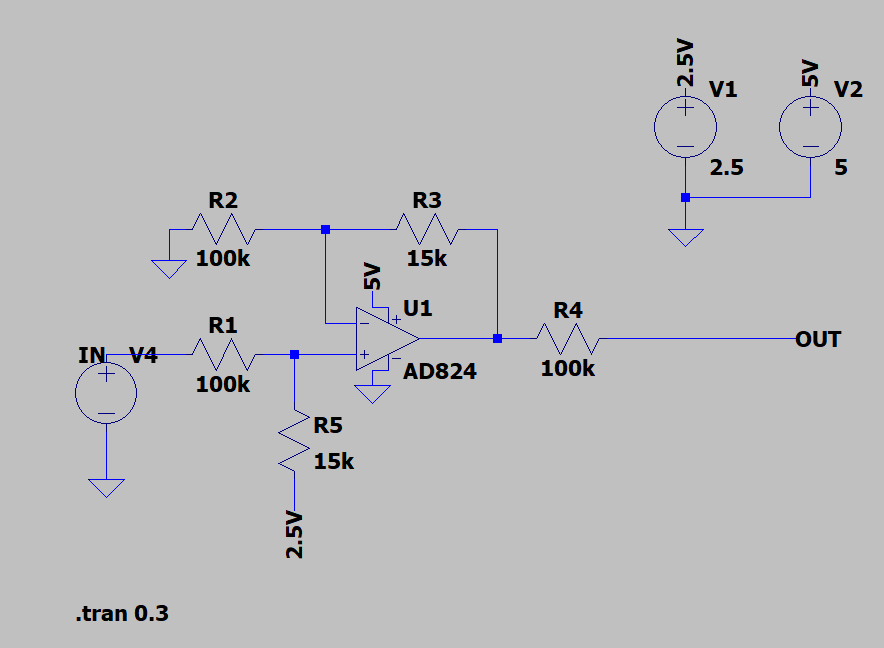 2.5V
V1
2.5
5V
V2
5
R2
100k
R3
15k
5V
U1
AD824
R1
100k
IN
V4
R4
100k
OUT
R5
15k
2.5V
.tran 0.3